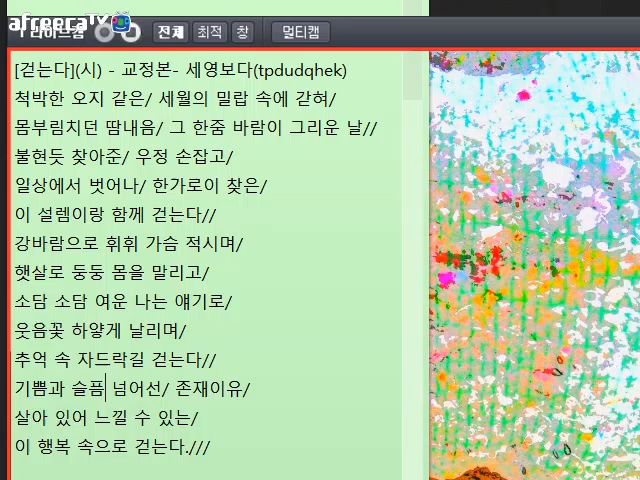 afreecaTV
라이브캠 전체 최적 창 멀티캠
[걷는다](시) - 교정본- 세영보다(tpdudqhek)
척박한 오지 같은/ 세월의 밀랍 속에 갇혀/
몸부림치던 땀내음/ 그 한줌 바람이 그리운 날//
불현듯 찾아준/ 우정 손잡고/
일상에서 벗어나/ 한가로이 찾은/
이 설렘이랑 함께 걷는다//
강바람으로 휘휘 가슴 적시며/
햇살로 둥둥 몸을 말리고/
소담 소담 여운 나는 얘기로/
웃음꽃 하얗게 날리며/
추억 속 자드락길 걷는다//
기쁨과 슬픔 넘어선/ 존재이유/
살아 있어 느낄 수 있는/
이 행복 속으로 걷는다.///